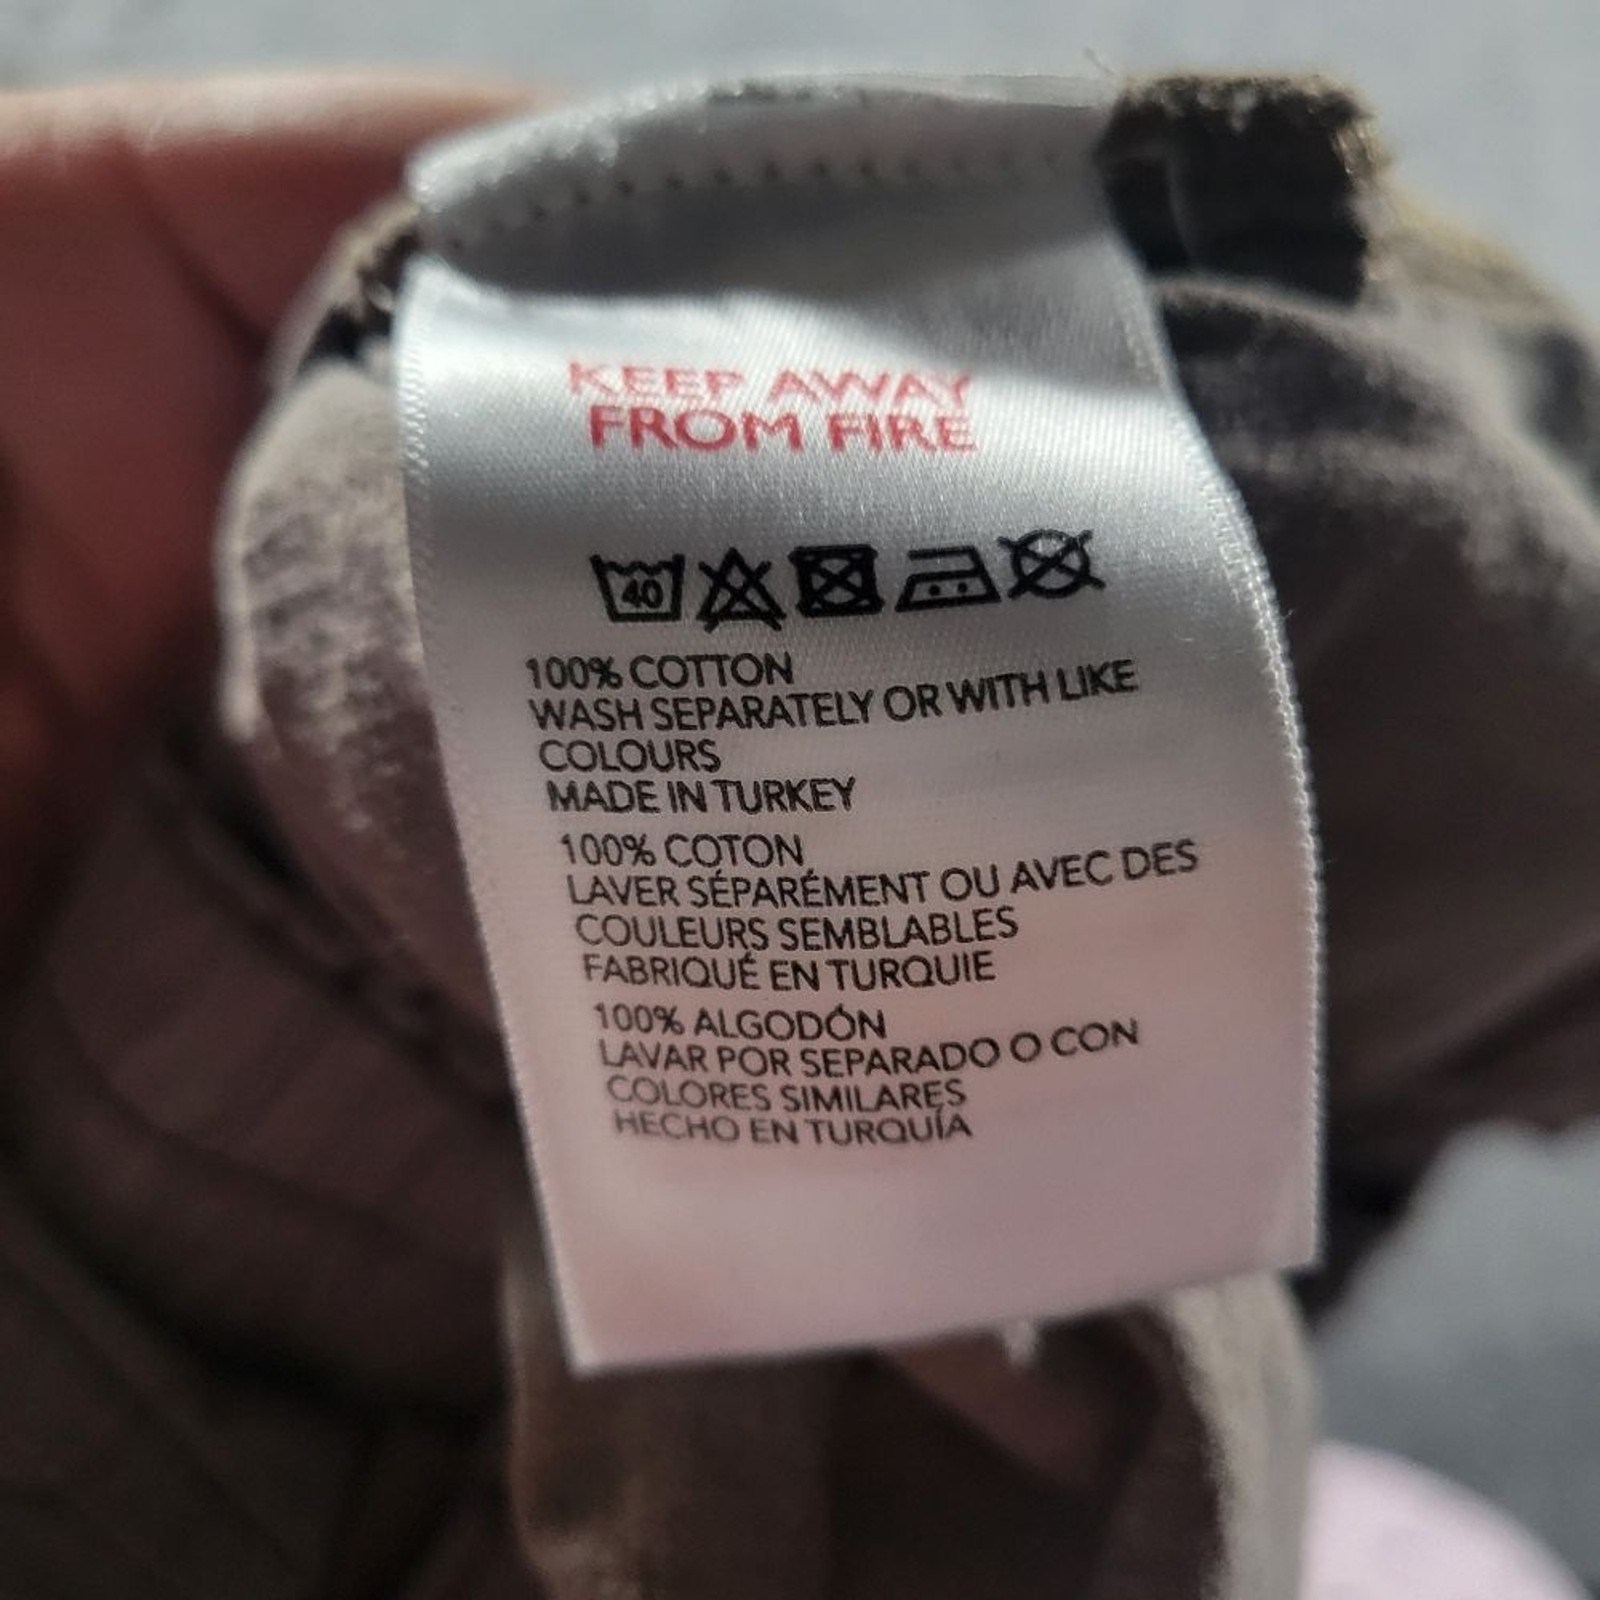 KEEP AWAY
FROM FIRE
40
100% COTTON
WASH SEPARATELY OR WITH LIKE
COLOURS
MADE IN TURKEY
100% COTON
LAVER SÉPARÉMENT OU AVEC DES
COULEURS SEMBLABLES
FABRIQUÉ EN TURQUIE
100% ALGODÓN
LAVAR POR SEPARADO O CON
COLORES SIMILARES
HECHO EN TURQUÍA